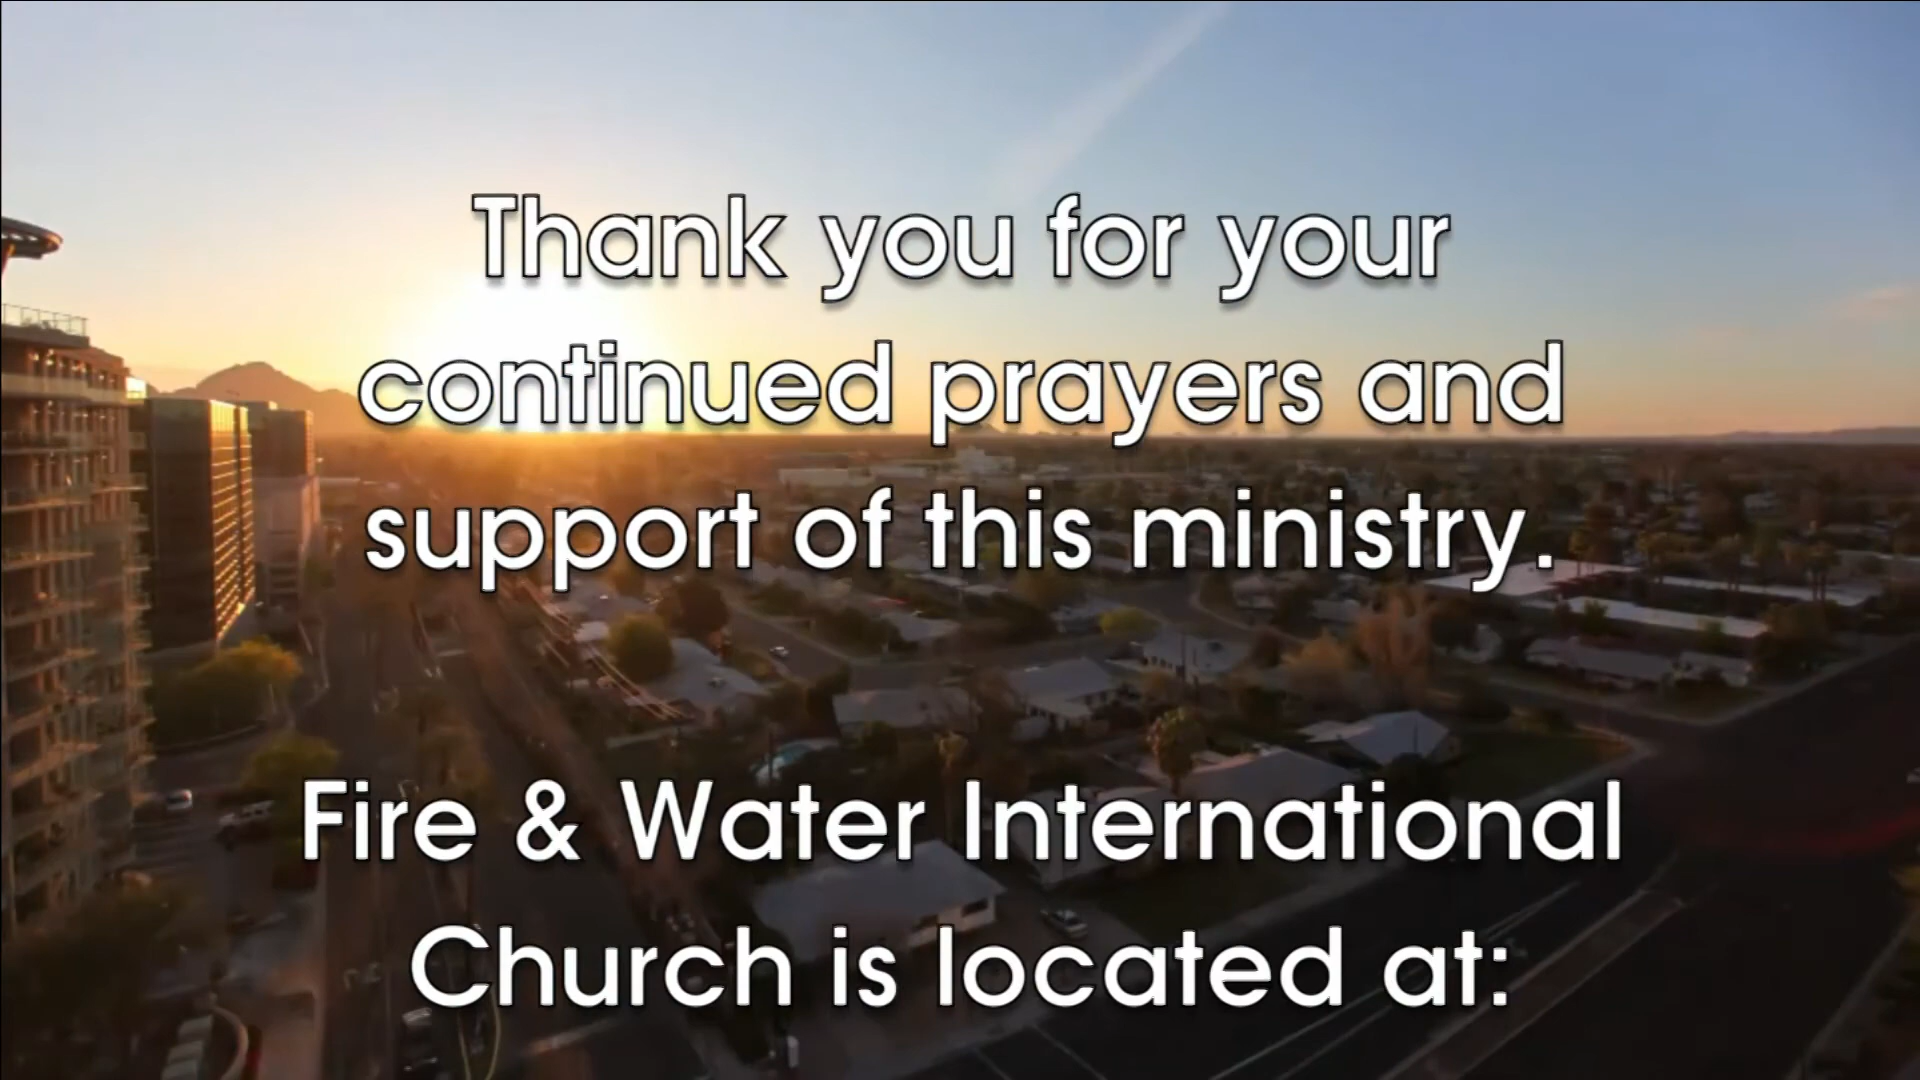 Thank you for your
continued prayers and
support of this ministry.
Fire & Water International
Church is located at: